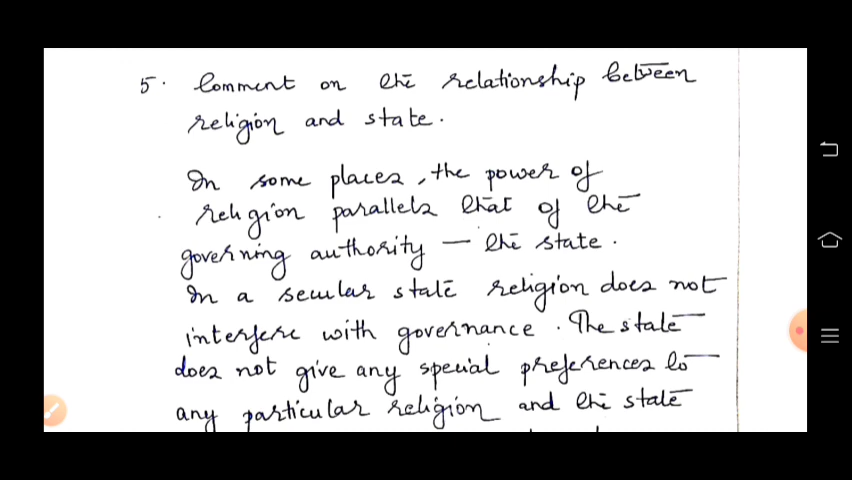 5. Comment on the relationship between
religion and state.
In some places, the power of
religion parallels that of the
governing authority — the state.
In a secular state religion does not
interfere with governance. The state
does not give any special preferences to
any particular religion and the state